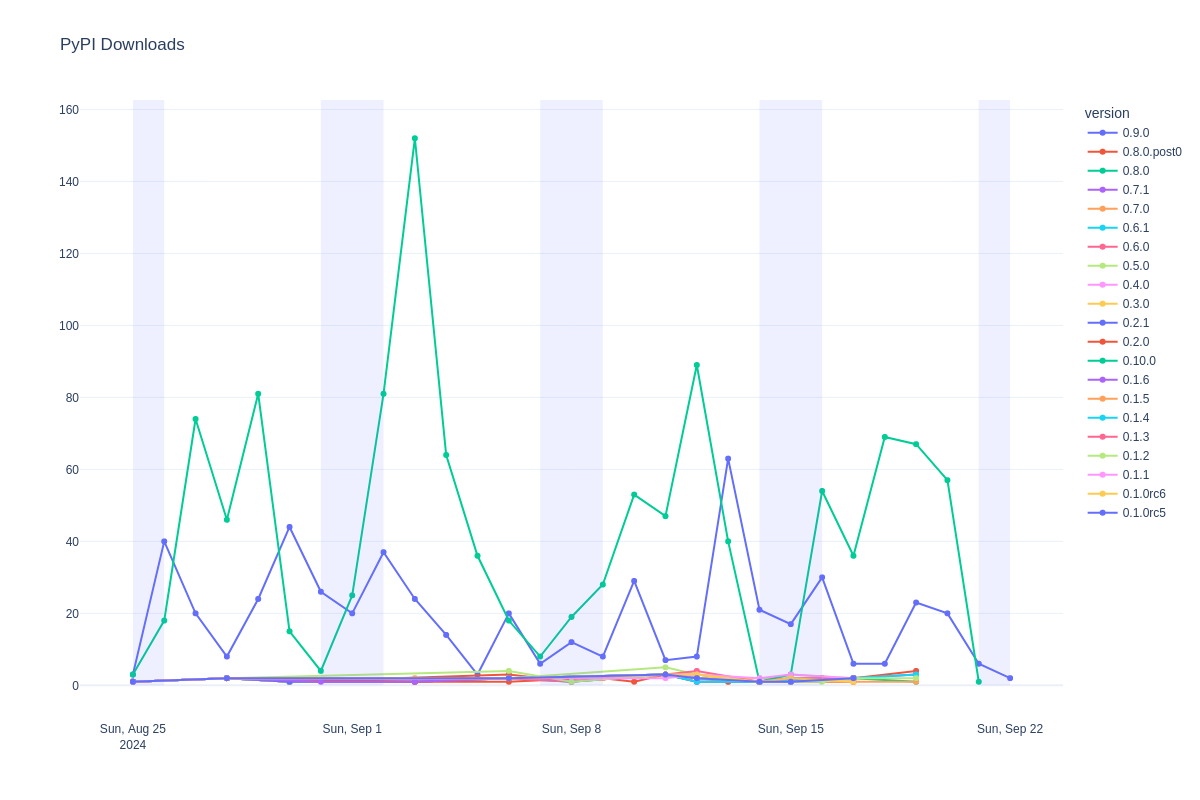 PyPI Downloads
160
140
120
100
80
60
40
20
0
Sun, Aug 25
2024
Sun, Sep 1
Sun, Sep 8
Sun, Sep 15
Sun, Sep 22
version
0.9.0
0.8.0.post0
0.8.0
0.7.1
0.7.0
0.6.1
0.6.0
0.5.0
0.4.0
0.3.0
0.2.1
0.2.0
0.10.0
0.1.6
0.1.5
0.1.4
0.1.3
0.1.2
0.1.1
0.1.0rc6
0.1.0rc5